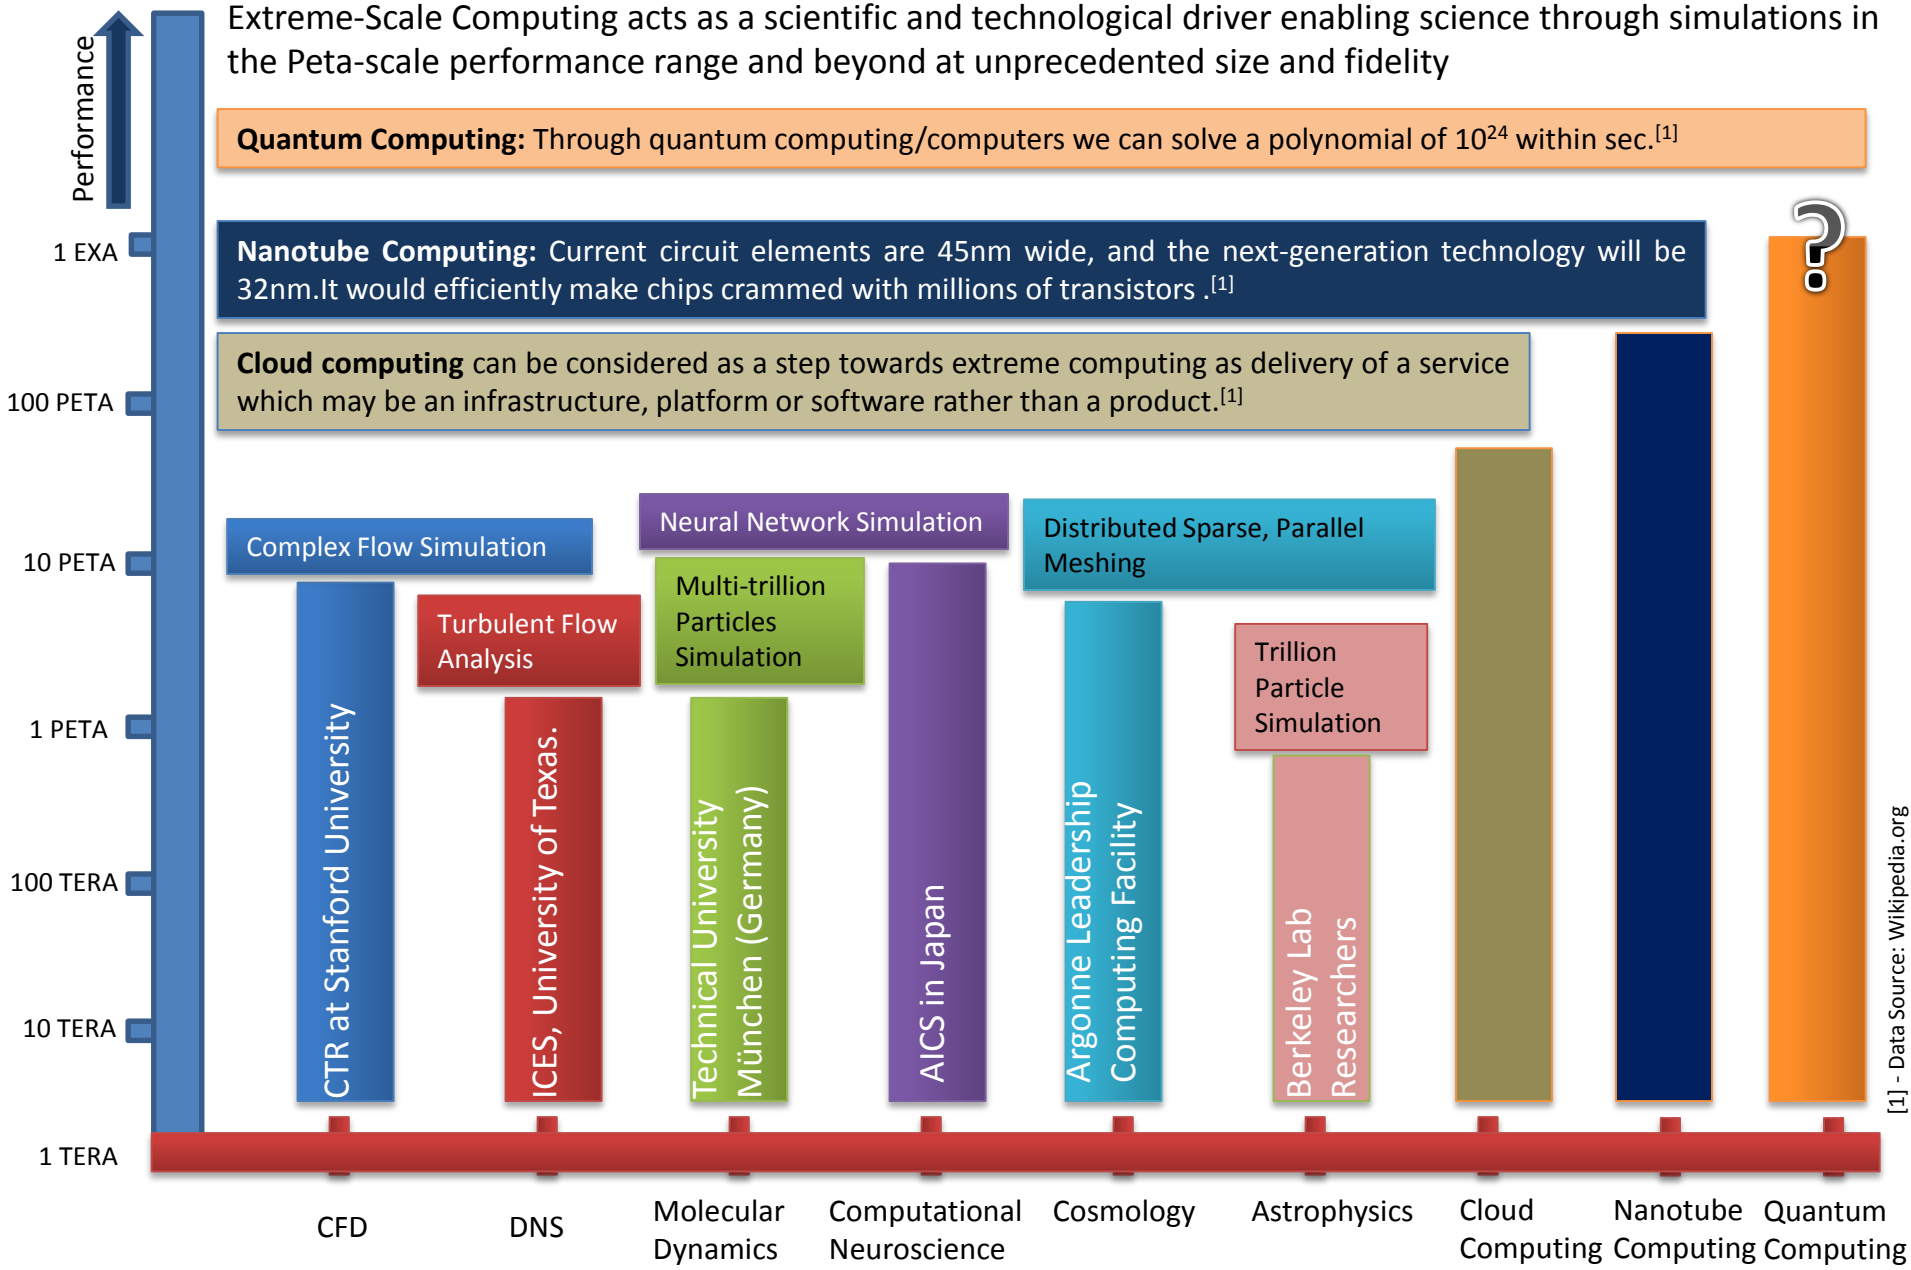 Extreme-Scale Computing acts as a scientific and technological driver enabling science through simulations in
the Peta-scale performance range and beyond at unprecedented size and fidelity
Performance
Quantum Computing: Through quantum computing/computers we can solve a polynomial of 10²⁴ within sec.[1]
1 EXA
Nanotube Computing: Current circuit elements are 45nm wide, and the next-generation technology will be
32nm.It would efficiently make chips crammed with millions of transistors .[1]
?
Cloud computing can be considered as a step towards extreme computing as delivery of a service
which may be an infrastructure, platform or software rather than a product.[1]
100 PETA
10 PETA
1 PETA
100 TERA
10 TERA
1 TERA
Complex Flow Simulation
Turbulent Flow
Analysis
Multi-trillion
Particles
Simulation
Neural Network Simulation
Distributed Sparse, Parallel
Meshing
Trillion
Particle
Simulation
CTR at Stanford University
ICES, University of Texas.
Technical University
München (Germany)
AICS in Japan
Argonne Leadership
Computing Facility
Berkeley Lab
Researchers
CFD
DNS
Molecular
Dynamics
Computational
Neuroscience
Cosmology
Astrophysics
Cloud
Computing
Nanotube
Computing
Quantum
Computing
[1] - Data Source: Wikipedia.org